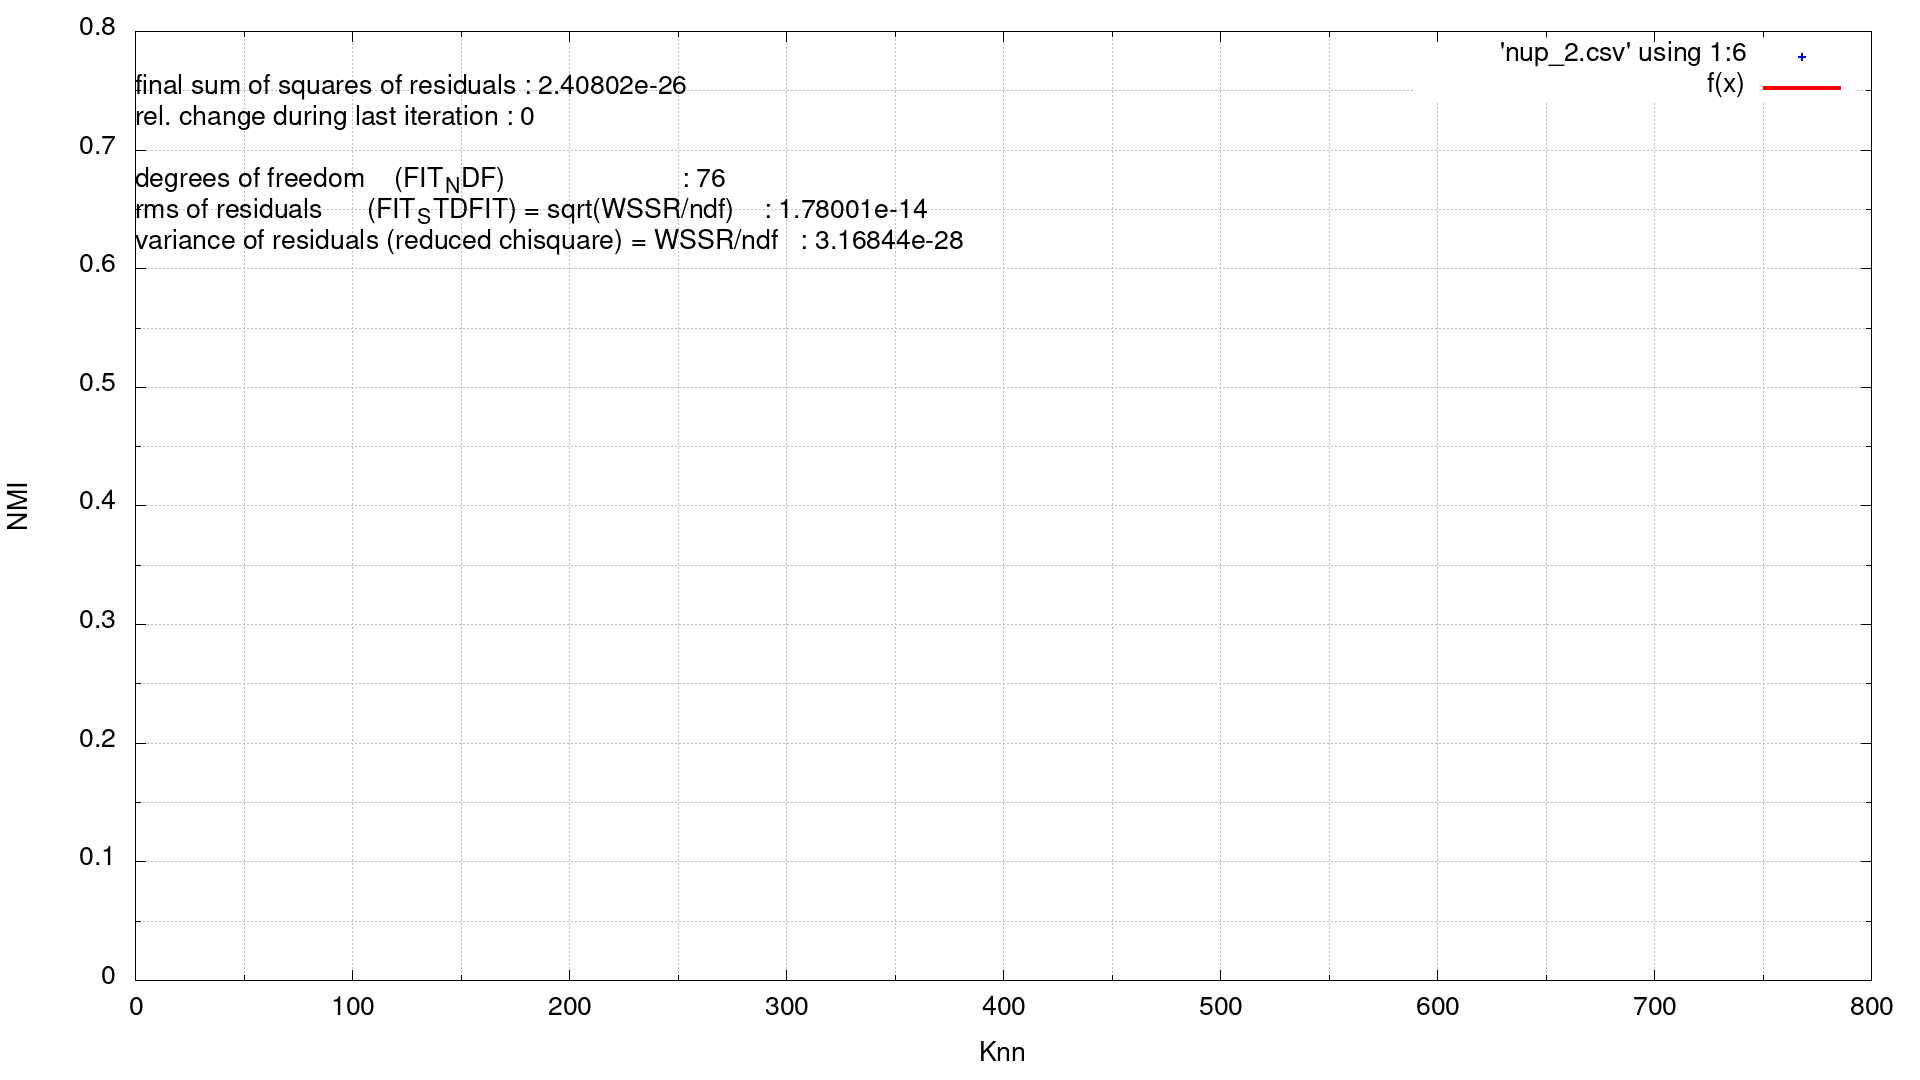 'nup_2.csv' using 1:6
f(x)
final sum of squares of residuals : 2.40802e-26
rel. change during last iteration : 0
degrees of freedom (FIT_NDF) : 76
rms of residuals (FIT_STDFIT) = sqrt(WSSR/ndf) : 1.78001e-14
variance of residuals (reduced chisquare) = WSSR/ndf : 3.16844e-28
0.8
0.7
0.6
0.5
0.4
0.3
0.2
0.1
0
NMI
0 100 200 300 400 500 600 700 800
Knn